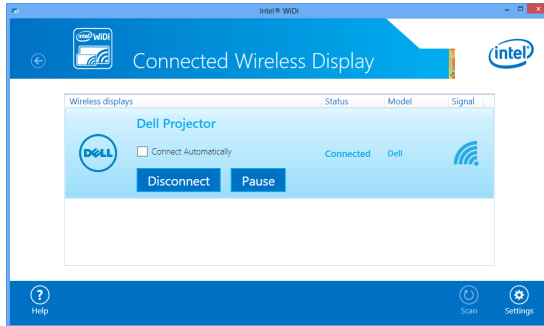 Intel® WiDi
intel WiDi
Connected Wireless Display
intel
Wireless displays Status Model Signal
Dell Projector
DELL
Connect Automatically
Connected Dell
Disconnect Pause
?
Help Scan Settings